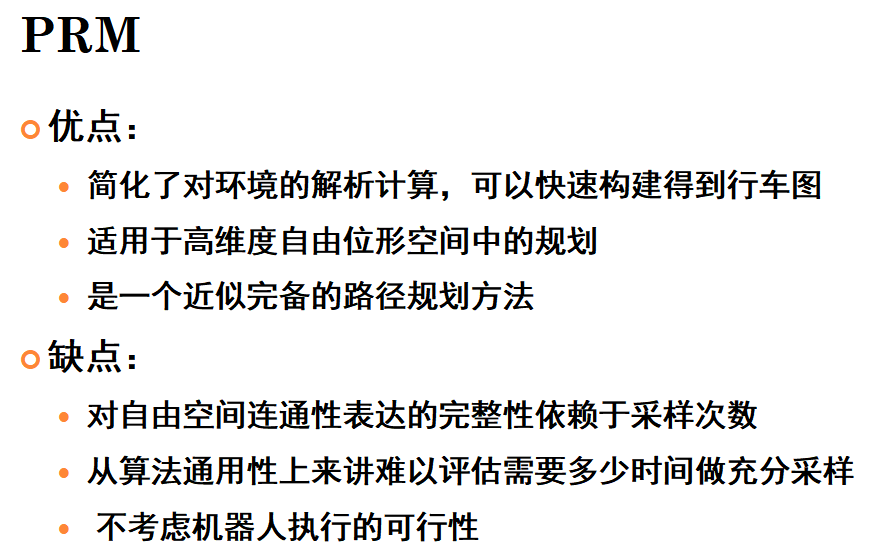 PRM
优点：
简化了对环境的解析计算，可以快速构建得到行车图
适用于高维度自由位形空间中的规划
是一个近似完备的路径规划方法
缺点：
对自由空间连通性表达的完整性依赖于采样次数
从算法通用性上来讲难以评估需要多少时间做充分采样
不考虑机器人执行的可行性